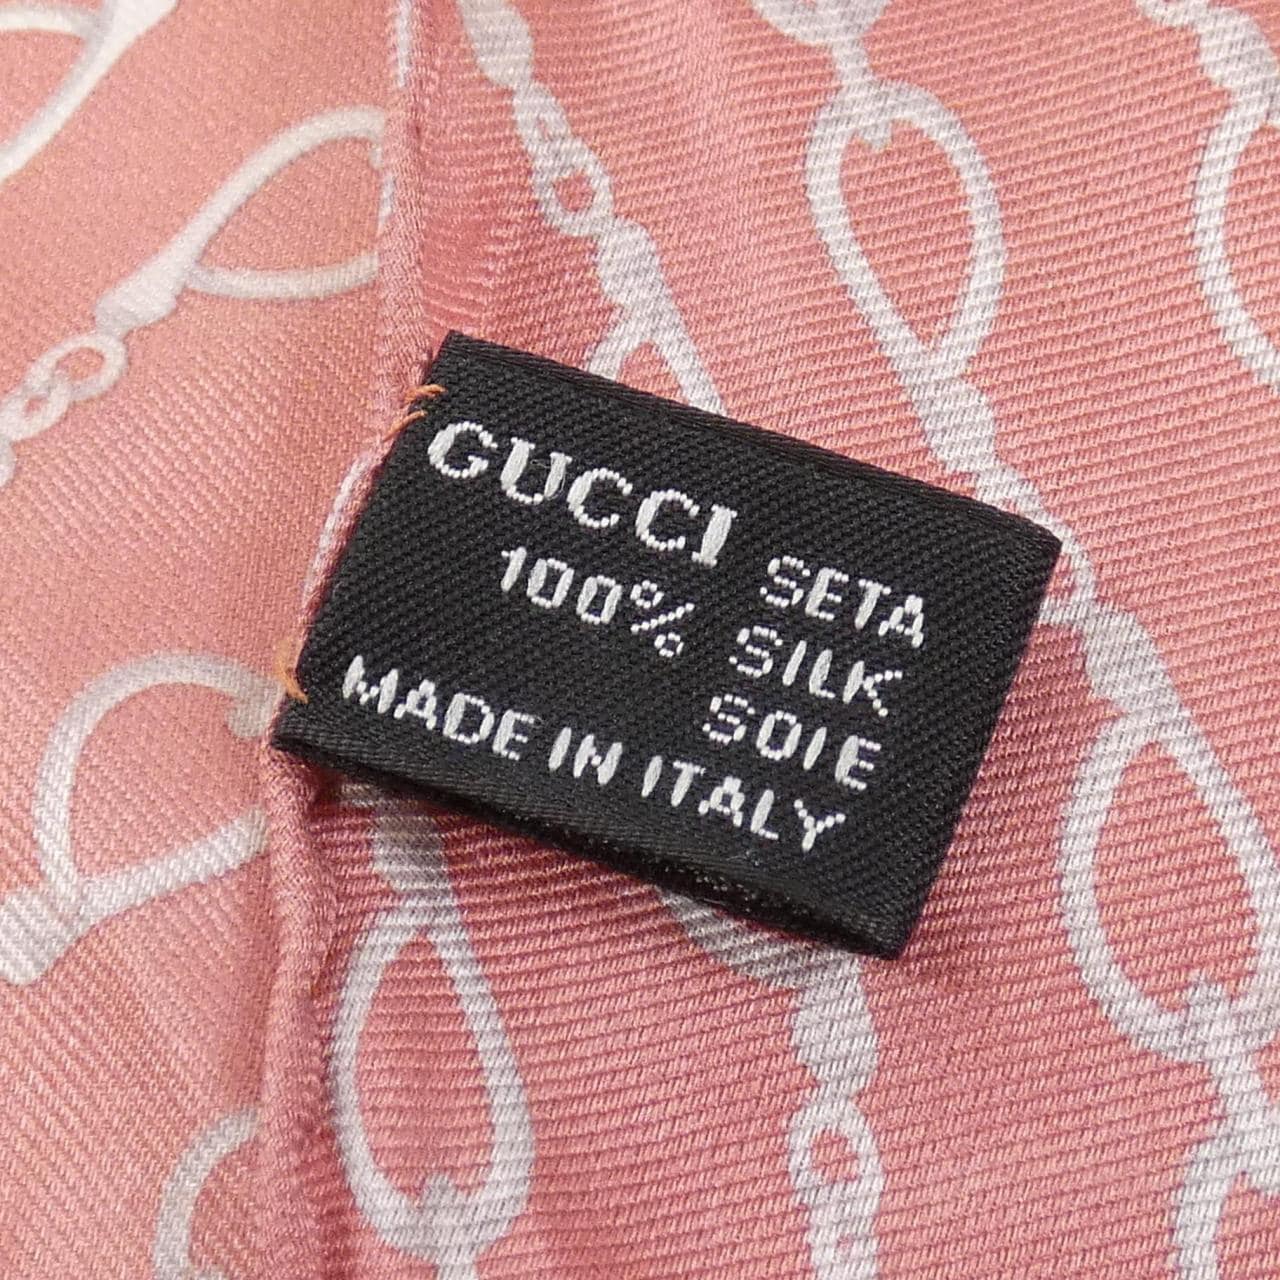 GUCCI
SETA
100% SILK
SOIE
MADE IN ITALY